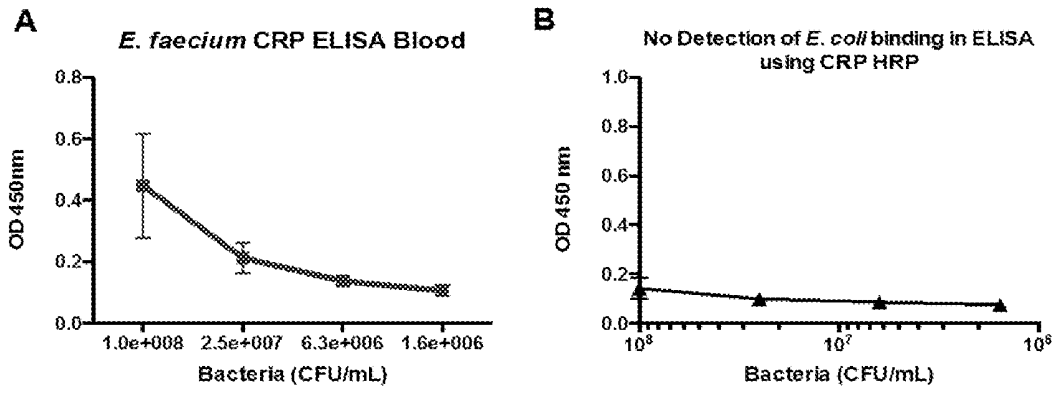 A
E. faecium CRP ELISA Blood
0.8
0.6
0.4
0.2
0.0
OD 450nm
1.0e+008 2.5e+007 6.3e+006 1.6e+006
Bacteria (CFU/mL)
B
No Detection of E. coli binding in ELISA
using CRP HRP
1.0
0.8
0.6
0.4
0.2
0.0
OD 450 nm
10⁸ 10⁷ 10⁶
Bacteria (CFU/mL)